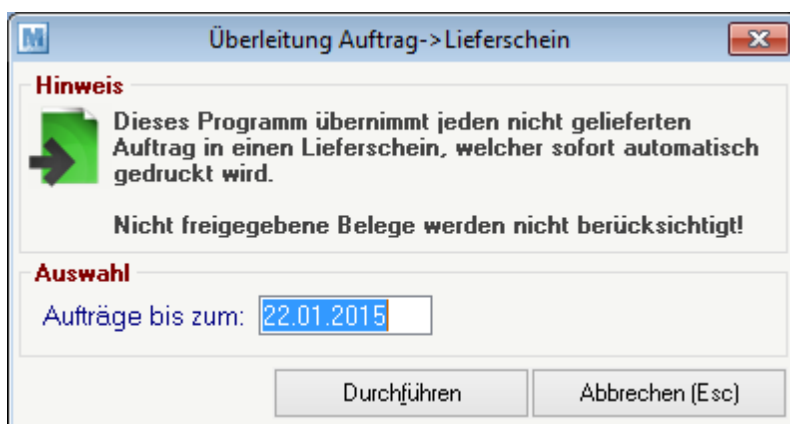 Überleitung Auftrag->Lieferschein
Hinweis
Dieses Programm übernimmt jeden nicht gelieferten
Auftrag in einen Lieferschein, welcher sofort automatisch
gedruckt wird.
Nicht freigegebene Belege werden nicht berücksichtigt!
Auswahl
Aufträge bis zum: 22.01.2015
Durchführen Abbrechen (Esc)